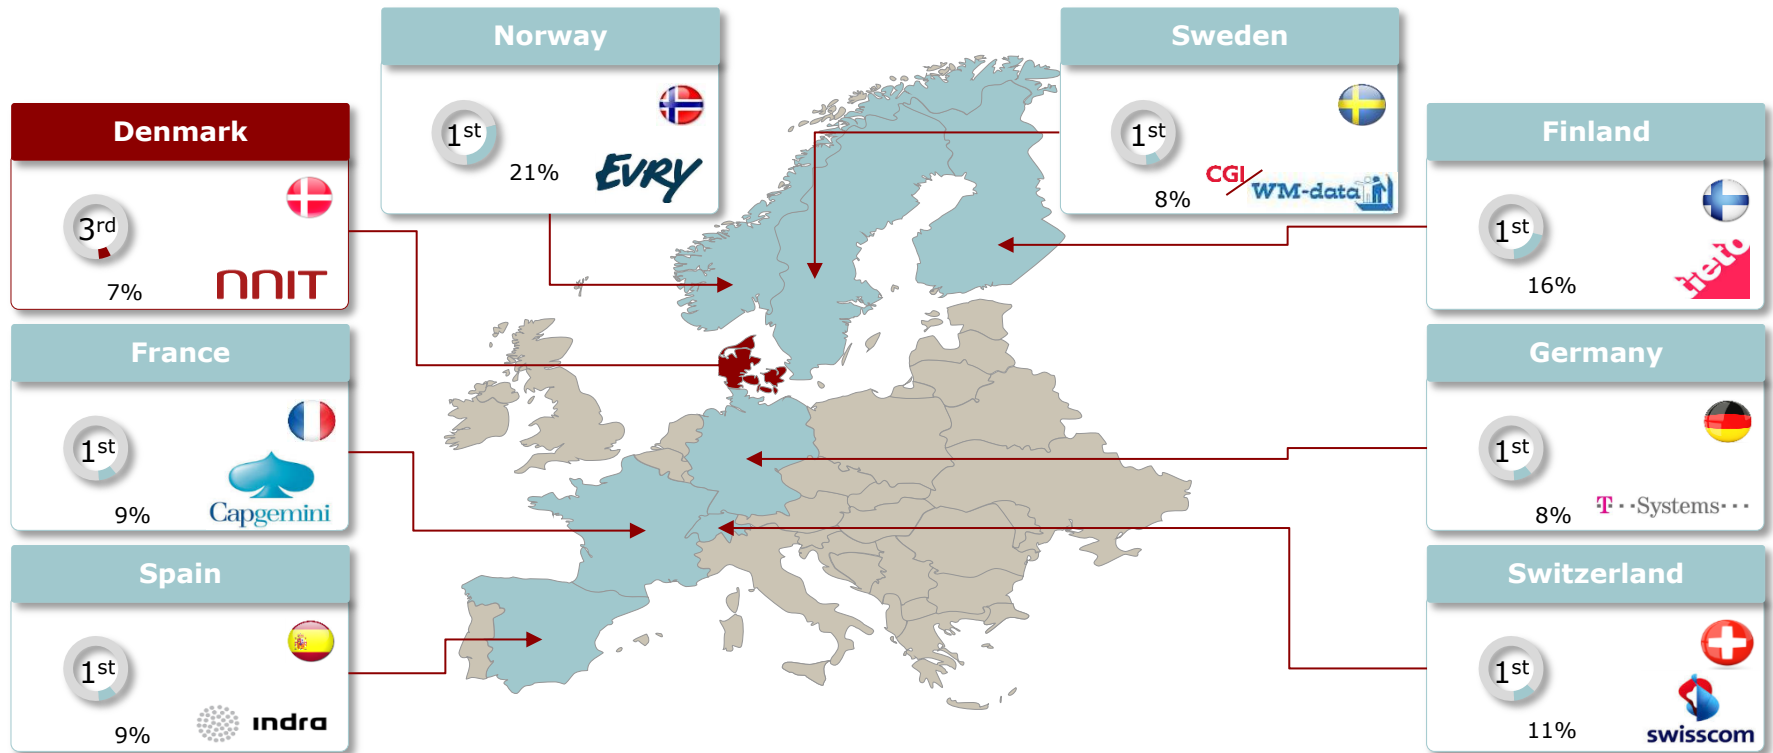 Norway
1st
21%
EVRY
Sweden
1st
8%
CGI
WM-data
Denmark
3rd
7%
nnit
Finland
1st
16%
tieto
France
1st
9%
Capgemini
Germany
1st
8%
T··Systems···
Spain
1st
9%
indra
Switzerland
1st
11%
swisscom